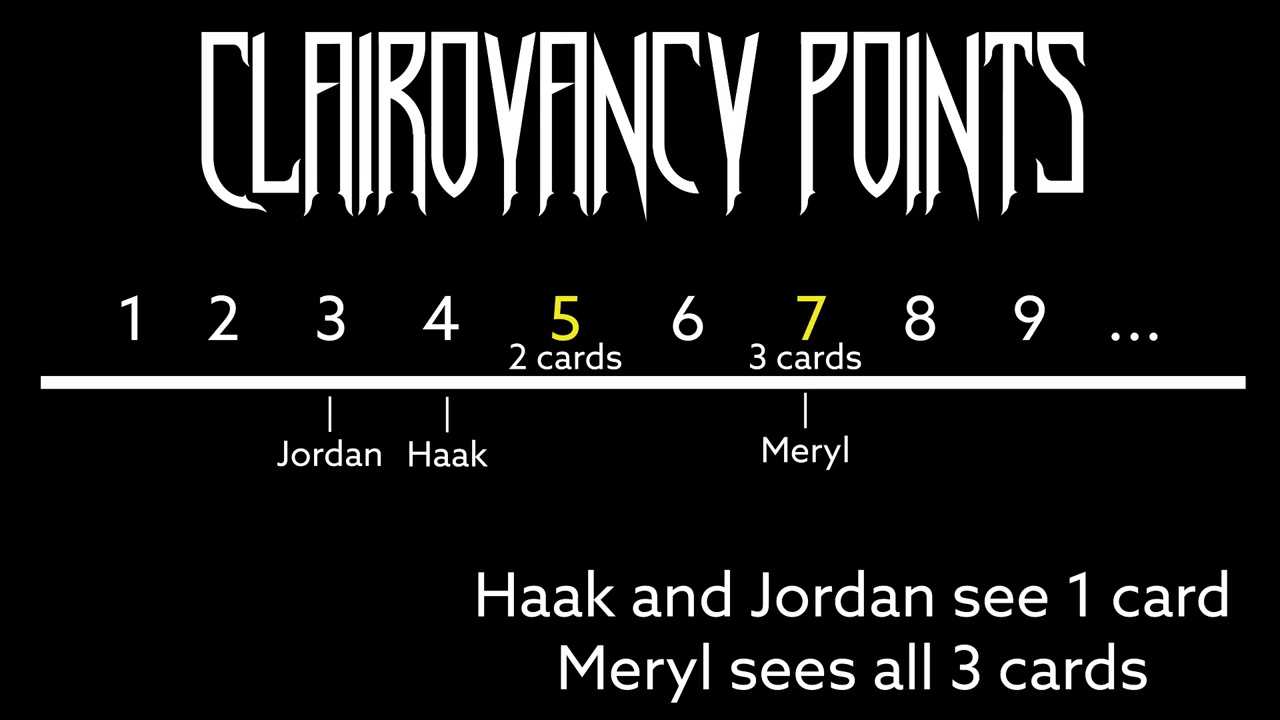 CLAIROVANCY POINTS
1 2 3 4 5 6 7 8 9 ...
2 cards 3 cards
Jordan Haak Meryl
Haak and Jordan see 1 card
Meryl sees all 3 cards